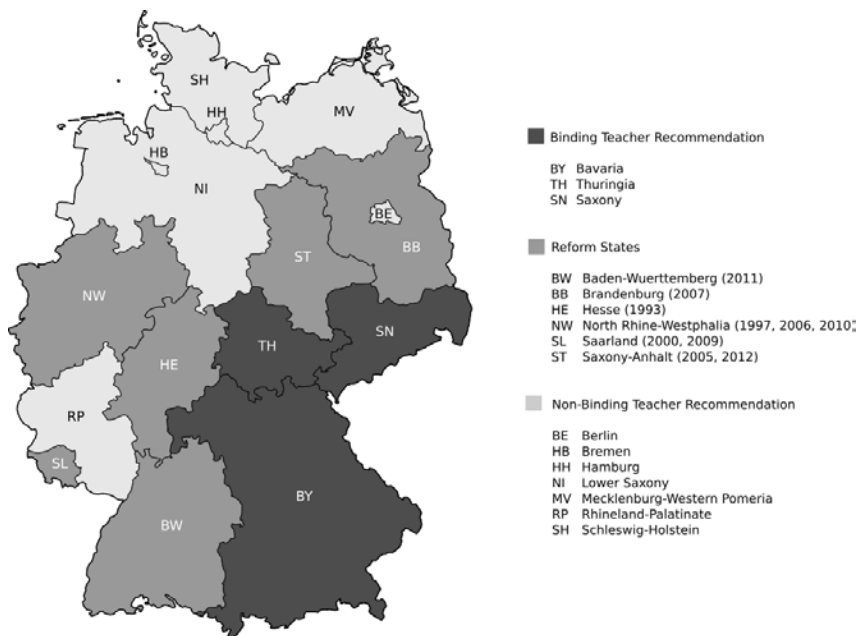 SH
HH
MV
HB
NI
BE
BB
ST
NW
TH
SN
HE
RP
SL
BY
BW
Binding Teacher Recommendation
BY Bavaria
TH Thuringia
SN Saxony
Reform States
BW Baden-Wuerttemberg (2011)
BB Brandenburg (2007)
HE Hesse (1993)
NW North Rhine-Westphalia (1997, 2006, 2010)
SL Saarland (2000, 2009)
ST Saxony-Anhalt (2005, 2012)
Non-Binding Teacher Recommendation
BE Berlin
HB Bremen
HH Hamburg
NI Lower Saxony
MV Mecklenburg-Western Pomeria
RP Rhineland-Palatinate
SH Schleswig-Holstein